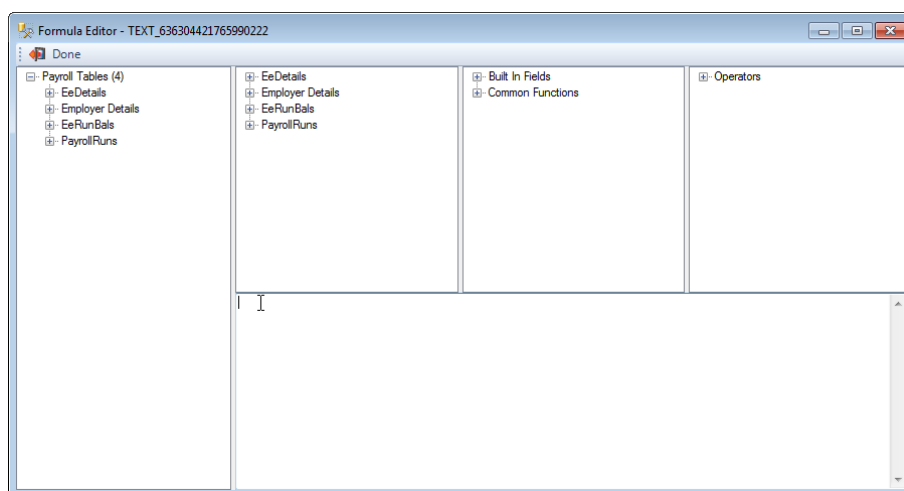 Formula Editor - TEXT_636304421765990222
Done
Payroll Tables (4)
EeDetails
Employer Details
EeRunBals
PayrollRuns
EeDetails
Employer Details
EeRunBals
PayrollRuns
Built In Fields
Common Functions
Operators